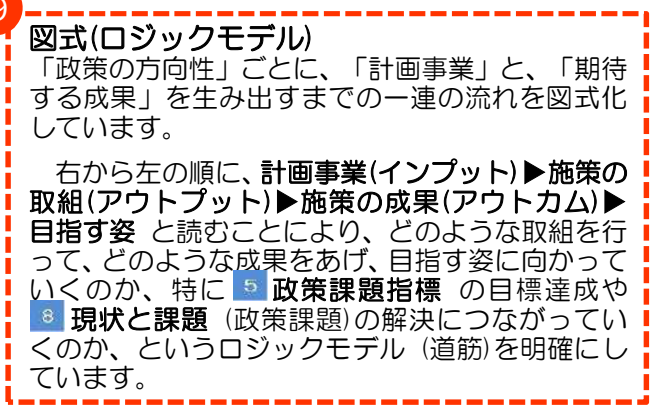 9
図式(ロジックモデル)
「政策の方向性」ごとに、「計画事業」と、「期待
する成果」を生み出すまでの一連の流れを図式化
しています。
右から左の順に、計画事業(インプット)▶施策の
取組(アウトプット)▶施策の成果(アウトカム)▶
目指す姿 と読むことにより、どのような取組を行
って、どのような成果をあげ、目指す姿に向かって
いくのか、特に 5 政策課題指標 の目標達成や
8 現状と課題 (政策課題)の解決につながってい
くのか、というロジックモデル (道筋)を明確にし
ています。